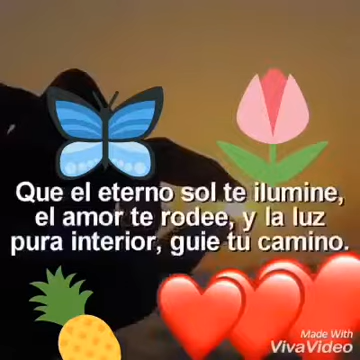 Que el eterno sol te ilumine,
el amor te rodee, y la luz
pura interior, guie tu camino.
Made With
VivaVideo